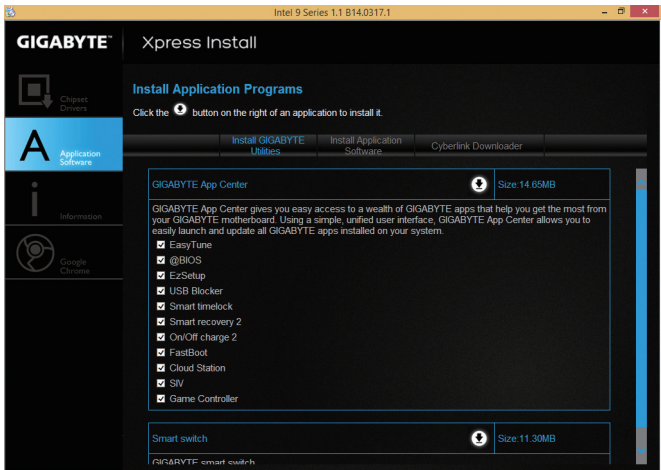 Intel 9 Series 1.1 B14.0317.1
GIGABYTE™
Xpress Install
Chipset
Drivers
Application
Software
Information
Google
Chrome
Install Application Programs
Click the button on the right of an application to install it.
Install GIGABYTE
Utilities
Install Application
Software
Cyberlink Downloader
GIGABYTE App Center
Size:14.65MB
GIGABYTE App Center gives you easy access to a wealth of GIGABYTE apps that help you get the most from
your GIGABYTE motherboard. Using a simple, unified user interface, GIGABYTE App Center allows you to
easily launch and update all GIGABYTE apps installed on your system.
EasyTune
@BIOS
EzSetup
USB Blocker
Smart timelock
Smart recovery 2
On/Off charge 2
FastBoot
Cloud Station
SIV
Game Controller
Smart switch
Size:11.30MB
GIGABYTE smart switch